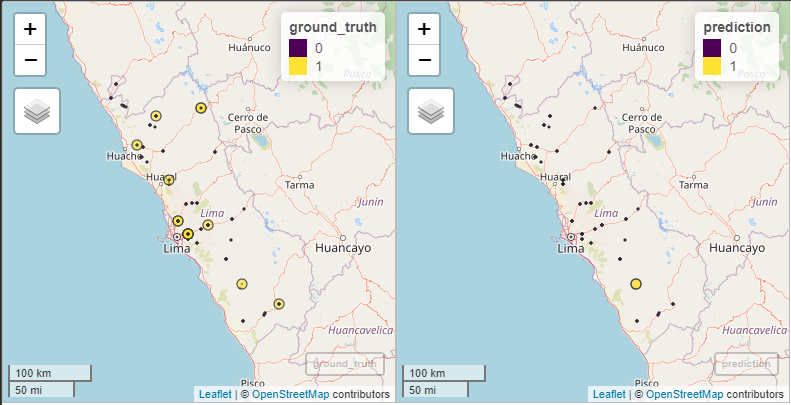 +
−
ground_truth
0
1
Huánuco
Pasco
Cerro de
Pasco
Huacho
Huaral
Tarma
Junín
Lima
Lima
Huancayo
Huancavelica
Pisco
ground_truth
100 km
50 mi
Leaflet | © OpenStreetMap contributors
+
−
prediction
0
1
Huánuco
Pasco
Cerro de
Pasco
Huacho
Huaral
Tarma
Junín
Lima
Lima
Huancayo
Huancavelica
Pisco
prediction
100 km
50 mi
Leaflet | © OpenStreetMap contributors